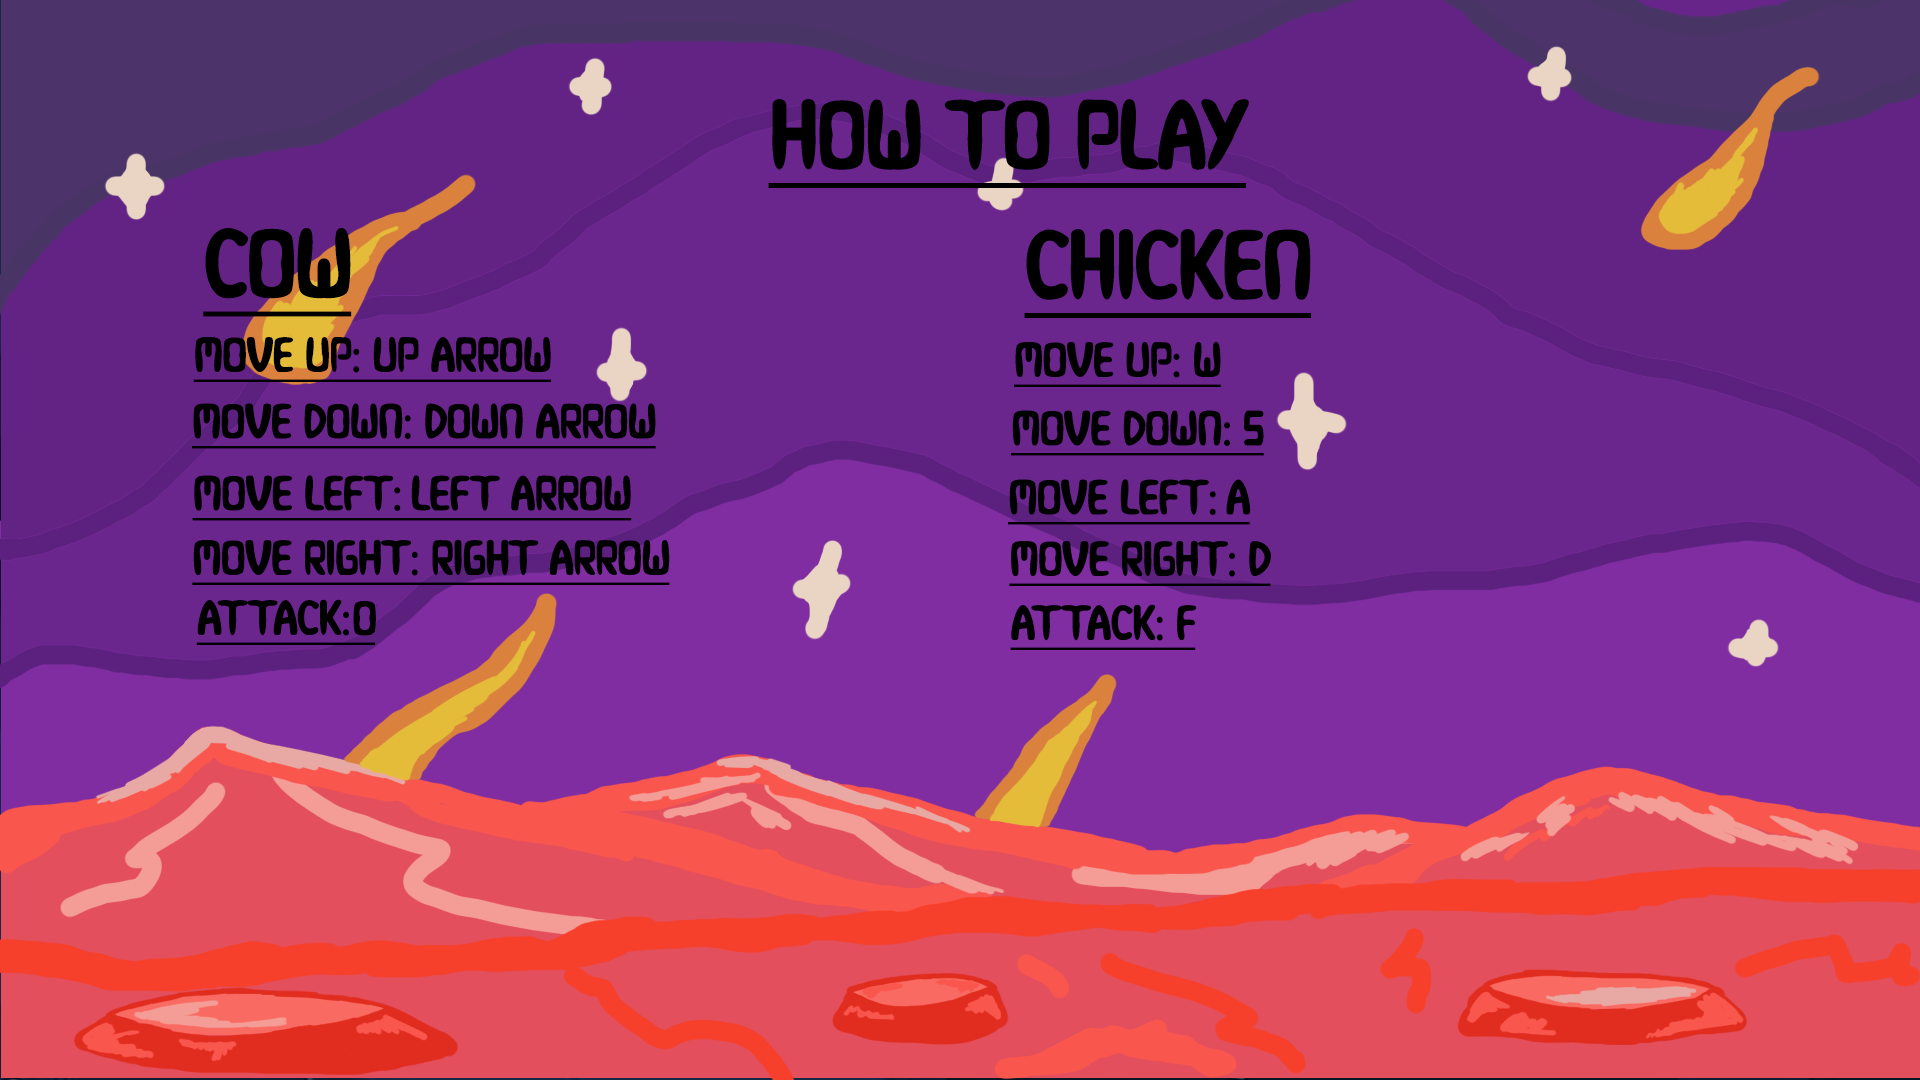 HOW TO PLAY
COW
MOVE UP: UP ARROW
MOVE DOWN: DOWN ARROW
MOVE LEFT: LEFT ARROW
MOVE RIGHT: RIGHT ARROW
ATTACK:O
CHICKEN
MOVE UP: W
MOVE DOWN: S
MOVE LEFT: A
MOVE RIGHT: D
ATTACK: F